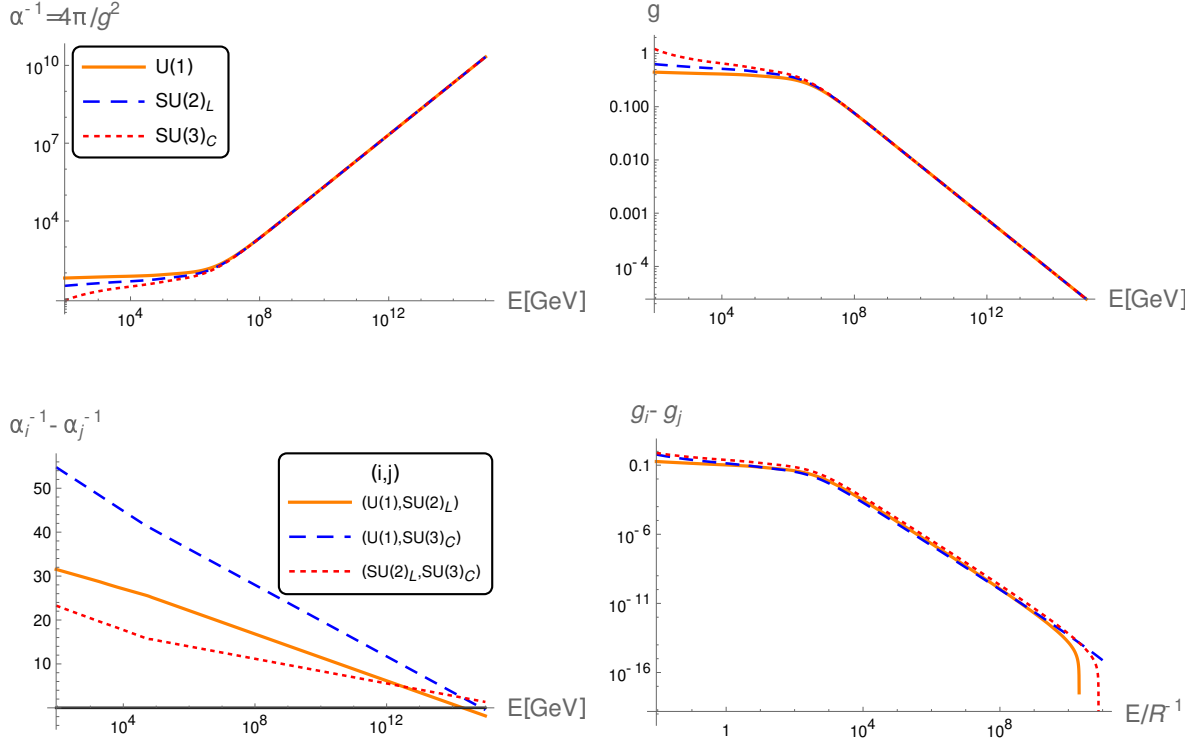 α⁻¹=4π/g²
10¹⁰
10⁷
10⁴
U(1)
SU(2)L
SU(3)C
10⁴
10⁸
10¹²
E[GeV]
g
1
0.100
0.010
0.001
10⁻⁴
10⁴
10⁸
10¹²
E[GeV]
αᵢ⁻¹ - αⱼ⁻¹
50
40
30
20
10
(i,j)
(U(1),SU(2)L)
(U(1),SU(3)C)
(SU(2)L,SU(3)C)
10⁴
10⁸
10¹²
E[GeV]
gᵢ - gⱼ
0.1
10⁻⁶
10⁻¹¹
10⁻¹⁶
1
10⁴
10⁸
E/R⁻¹